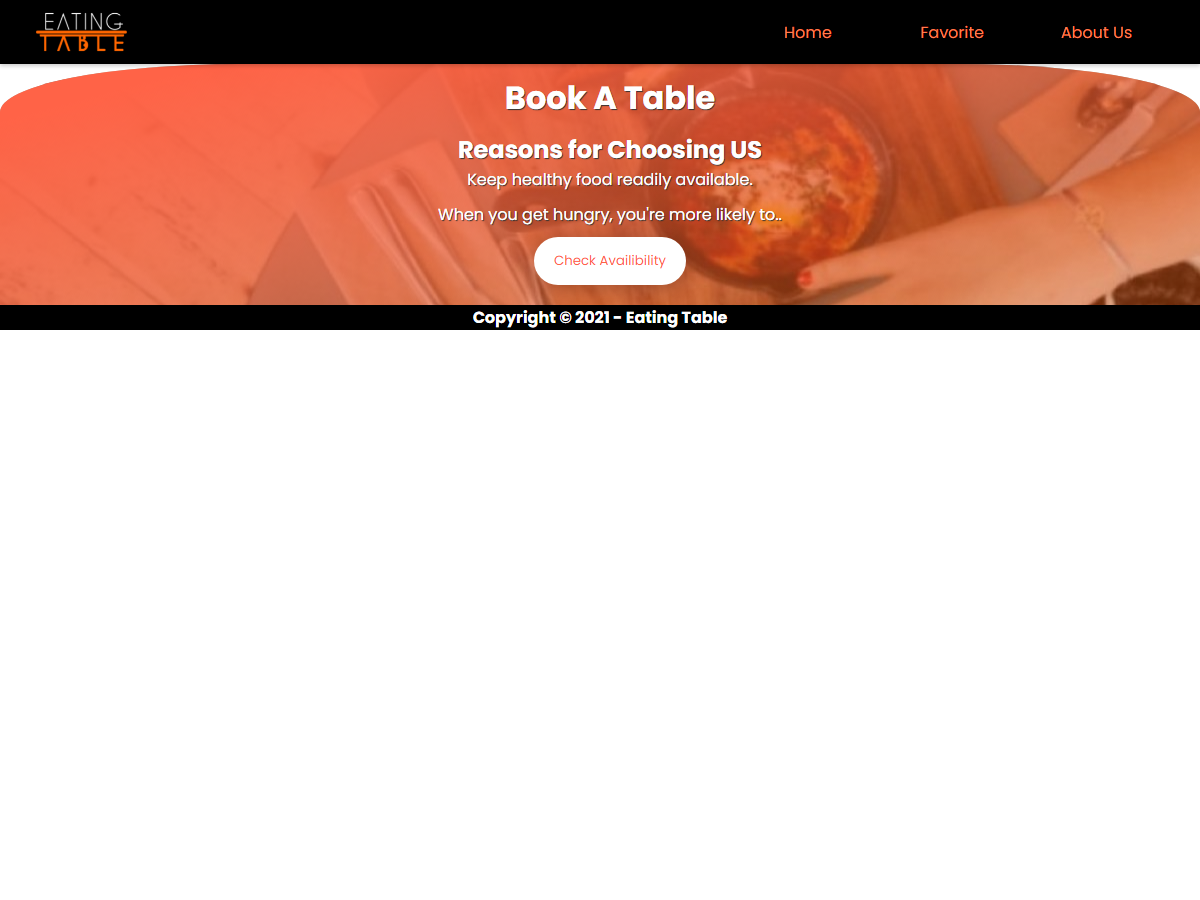 EATING
TABLE
Home
Favorite
About Us
Book A Table
Reasons for Choosing US
Keep healthy food readily available.
When you get hungry, you're more likely to..
Check Availibility
Copyright © 2021 - Eating Table